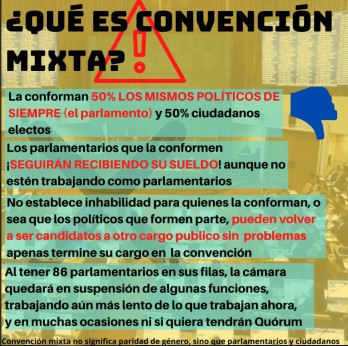 ¿QUÉ ES CONVENCIÓN
MIXTA?
La conforman 50% LOS MISMOS POLÍTICOS DE
SIEMPRE (el parlamento) y 50% ciudadanos
electos
Los parlamentarios que la conformen
¡SEGUIRÁN RECIBIENDO SU SUELDO! aunque no
estén trabajando como parlamentarios
No establece inhabilidad para quienes la conforman, o
sea que los políticos que formen parte, pueden volver
a ser candidatos a otro cargo publico sin problemas
apenas termine su cargo en la convención
Al tener 86 parlamentarios en sus filas, la cámara
quedará en suspensión de algunas funciones,
trabajando aún más lento de lo que trabajan ahora,
y en muchas ocasiones ni si quiera tendrán Quórum
Convención mixta no significa paridad de género, sino que parlamentarios y ciudadanos